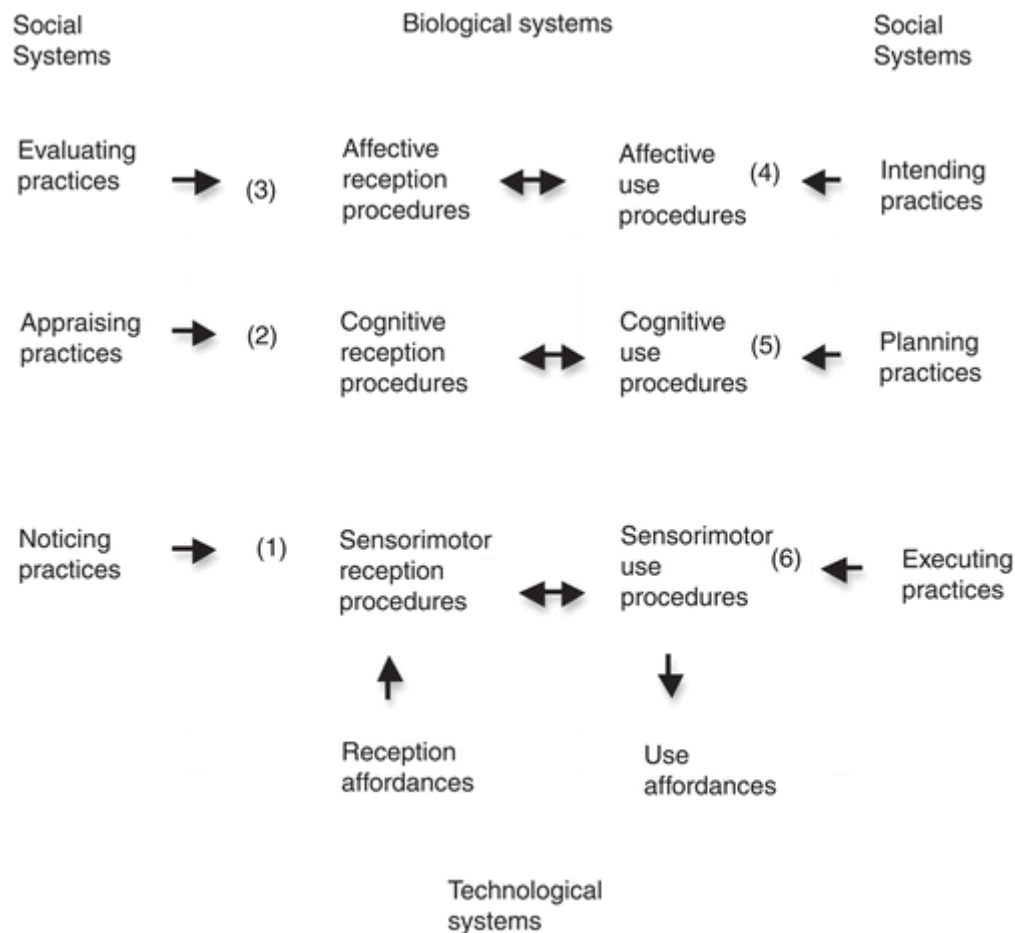 Social
Systems
Biological systems
Social
Systems
Evaluating
practices
(3)
Affective
reception
procedures
Affective
use
procedures
(4)
Intending
practices
Appraising
practices
(2)
Cognitive
reception
procedures
Cognitive
use
procedures
(5)
Planning
practices
Noticing
practices
(1)
Sensorimotor
reception
procedures
Sensorimotor
use
procedures
(6)
Executing
practices
Reception
affordances
Use
affordances
Technological
systems